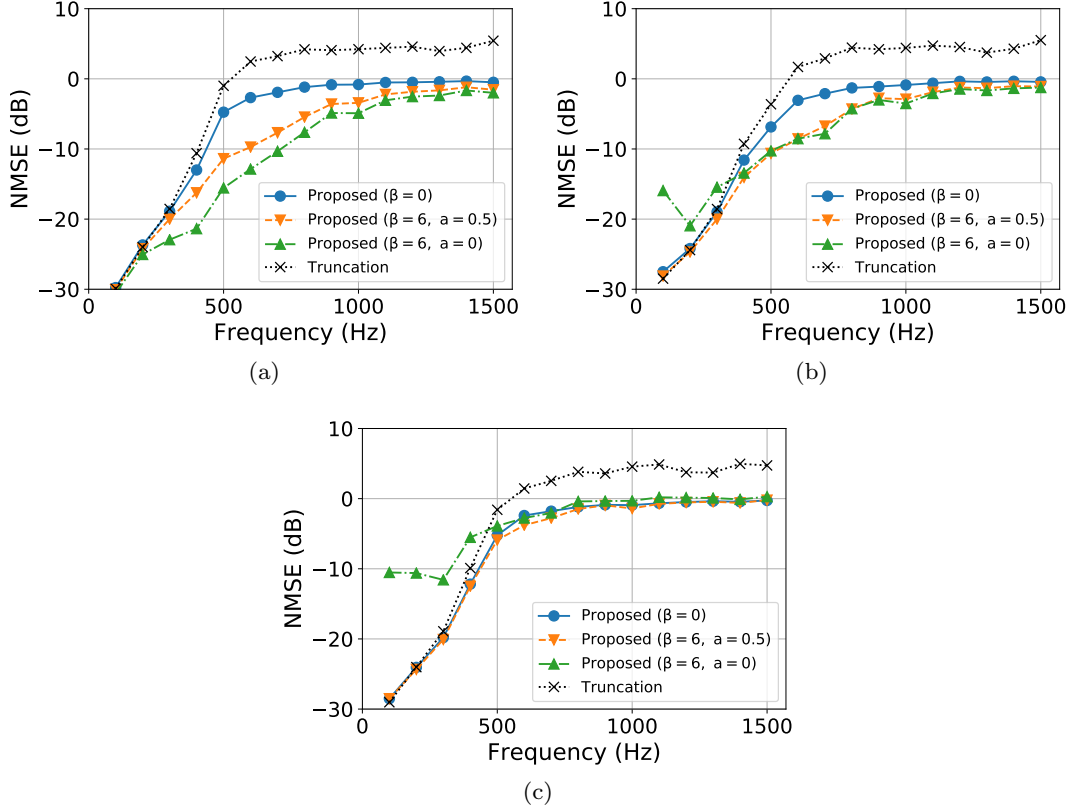 NMSE (dB)
10
0
−10
−20
−30
0
500
1000
1500
Frequency (Hz)
Proposed (β = 0)
Proposed (β = 6, a = 0.5)
Proposed (β = 6, a = 0)
Truncation
(a)
NMSE (dB)
10
0
−10
−20
−30
0
500
1000
1500
Frequency (Hz)
Proposed (β = 0)
Proposed (β = 6, a = 0.5)
Proposed (β = 6, a = 0)
Truncation
(b)
NMSE (dB)
10
0
−10
−20
−30
0
500
1000
1500
Frequency (Hz)
Proposed (β = 0)
Proposed (β = 6, a = 0.5)
Proposed (β = 6, a = 0)
Truncation
(c)